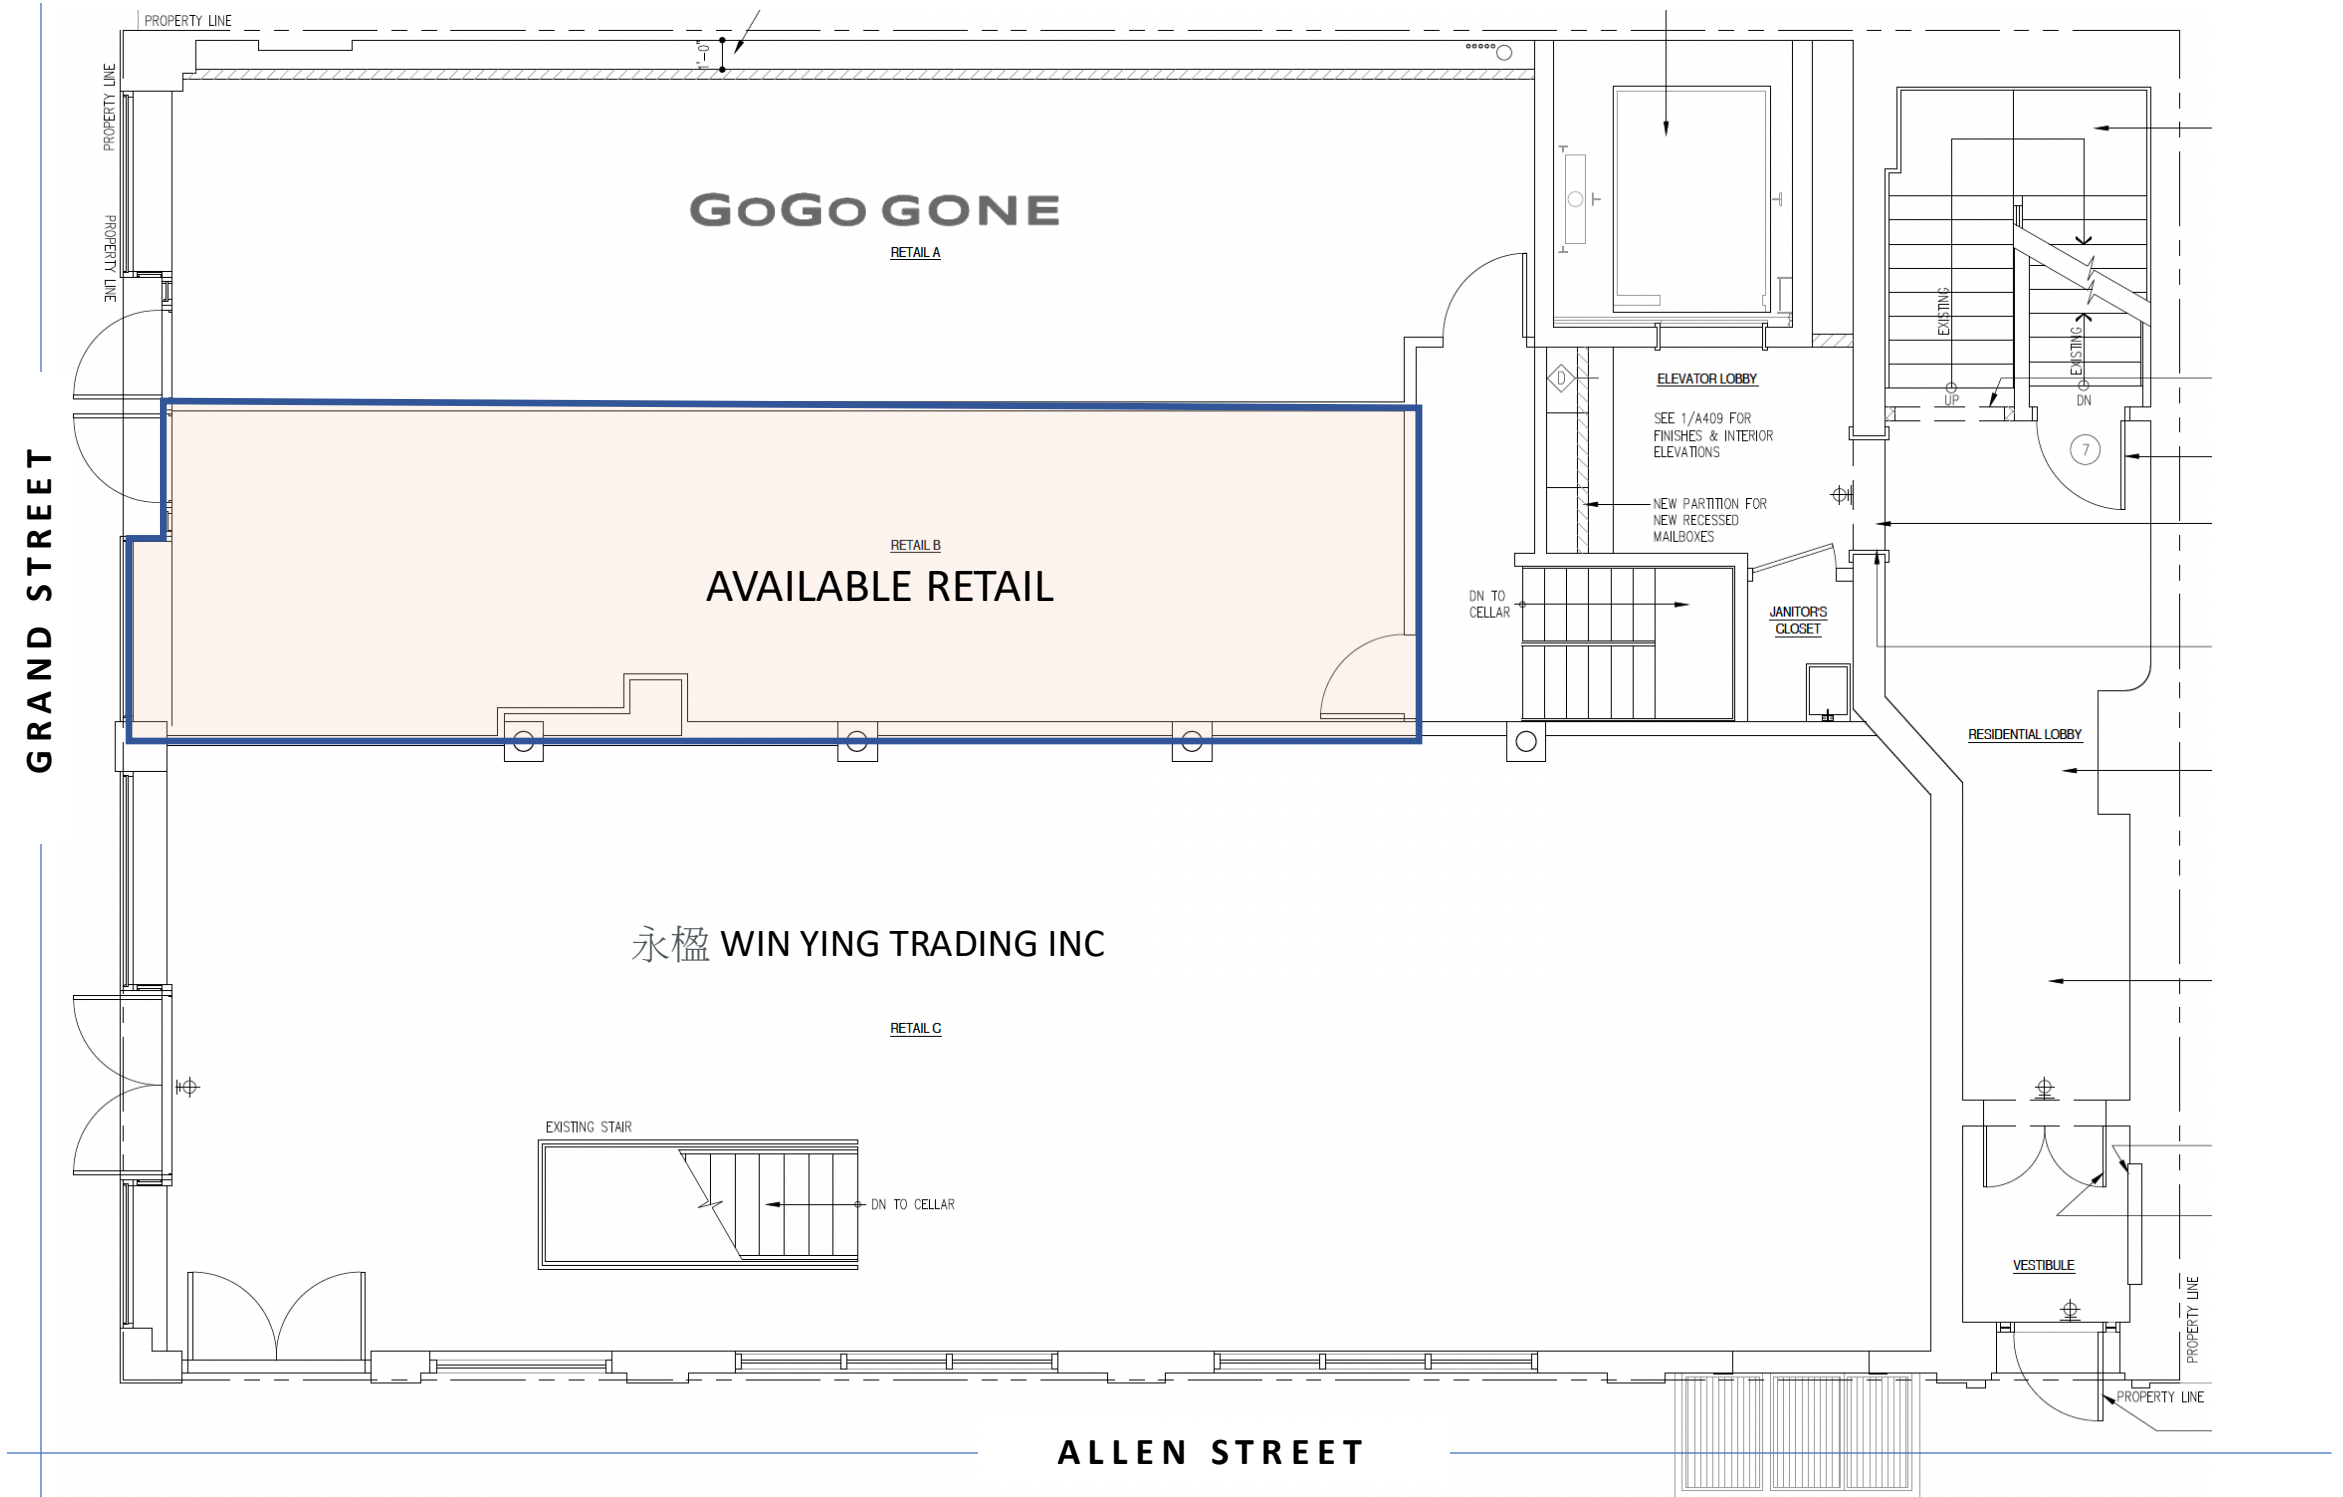 PROPERTY LINE
PROPERTY LINE
PROPERTY LINE
1'-0"
GOGO GONE
RETAIL A
EXISTING
EXISTING
UP
DN
D
ELEVATOR LOBBY
SEE 1/A409 FOR
FINISHES & INTERIOR
ELEVATIONS
7
NEW PARTITION FOR
NEW RECESSED
MAILBOXES
RETAIL B
AVAILABLE RETAIL
DN TO
CELLAR
JANITOR'S
CLOSET
GRAND STREET
RESIDENTIAL LOBBY
永楹 WIN YING TRADING INC
RETAIL C
EXISTING STAIR
DN TO CELLAR
VESTIBULE
PROPERTY LINE
PROPERTY LINE
ALLEN STREET